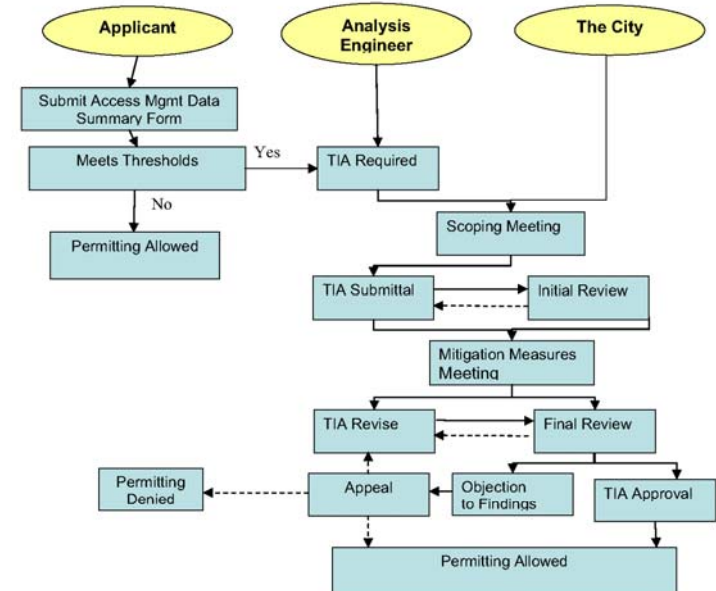 Applicant
Analysis
Engineer
The City
Submit Access Mgmt Data
Summary Form
Meets Thresholds
Yes
TIA Required
No
Scoping Meeting
Permitting Allowed
TIA Submittal
Initial Review
Mitigation Measures
Meeting
TIA Revise
Final Review
Permitting
Denied
Appeal
Objection
to Findings
TIA Approval
Permitting Allowed